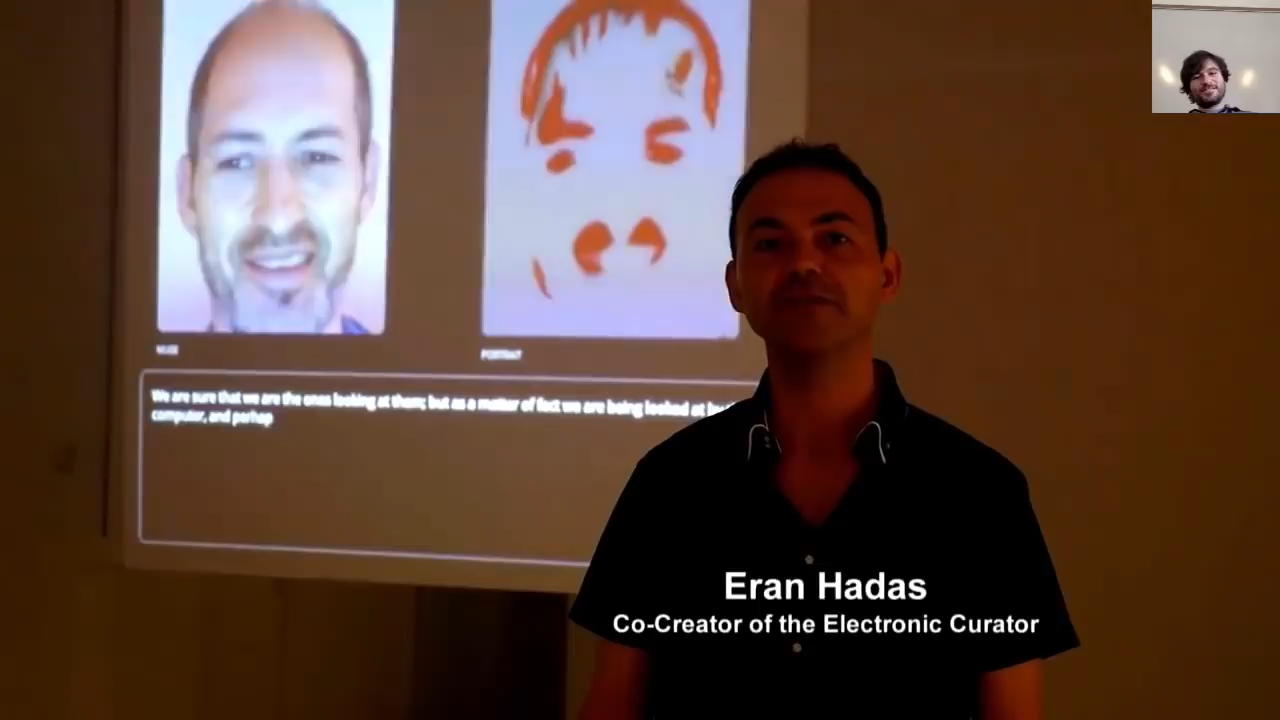 PORTRAIT
We are sure that we are the ones looking at them; but as a matter of fact we are being looked at
computer, and perhap
Eran Hadas
Co-Creator of the Electronic Curator